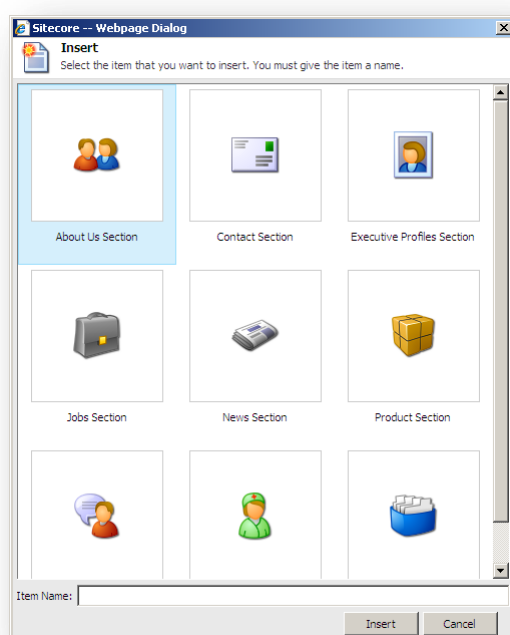 Sitecore -- Webpage Dialog
Insert
Select the item that you want to insert. You must give the item a name.
About Us Section
Contact Section
Executive Profiles Section
Jobs Section
News Section
Product Section
Item Name:
Insert
Cancel